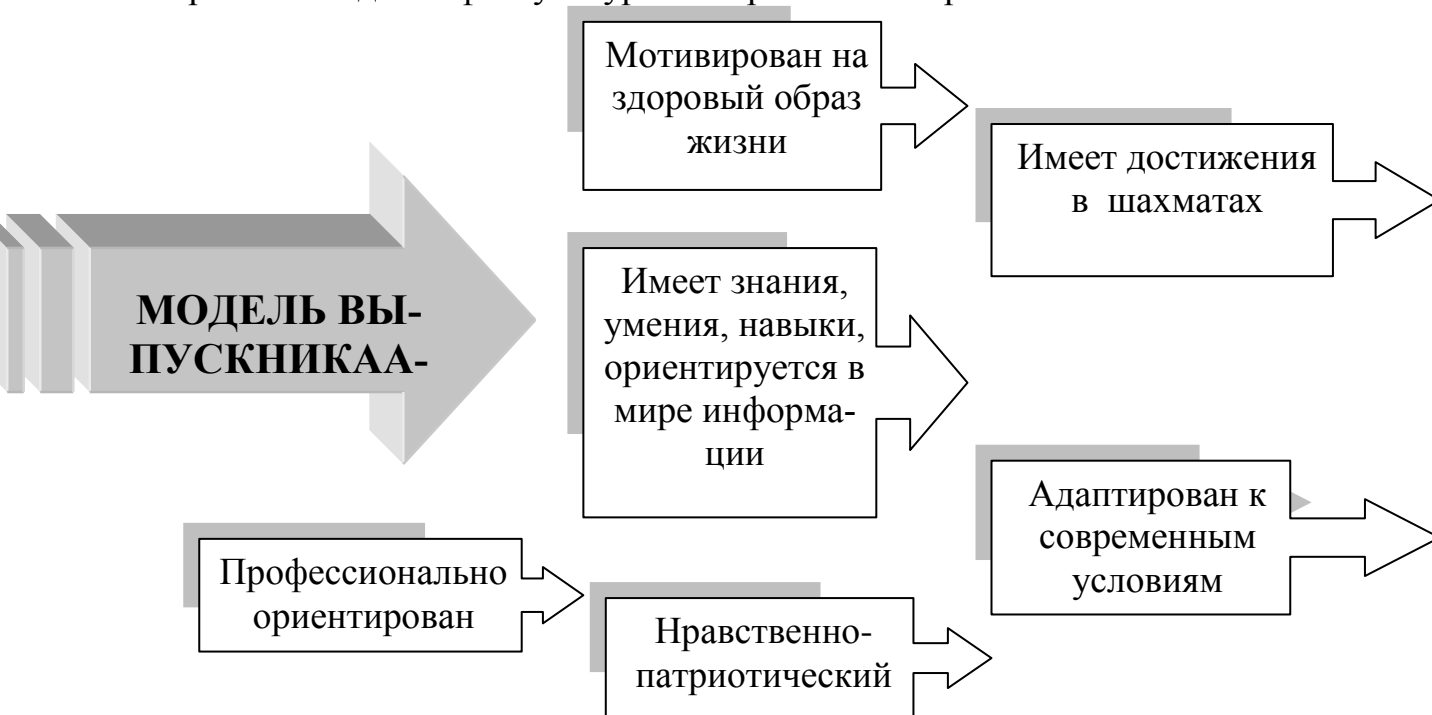 Мотивирован на
здоровый образ
жизни
Имеет достижения
в шахматах
МОДЕЛЬ ВЫ-
ПУСКНИКАА-
Имеет знания,
умения, навыки,
ориентируется в
мире информа-
ции
Адаптирован к
современным
условиям
Профессионально
ориентирован
Нравственно-
патриотический